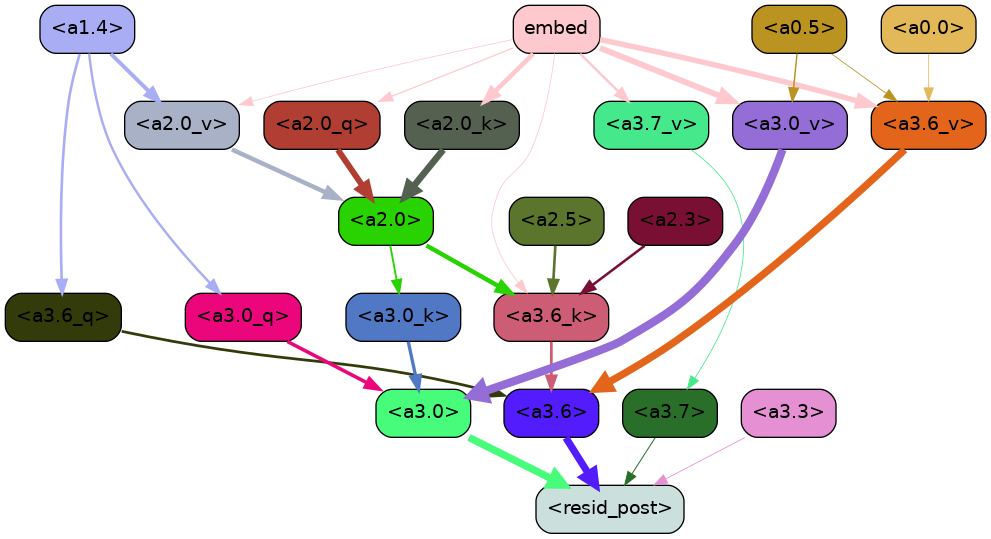 <a1.4> embed <a0.5> <a0.0>
<a2.0_v> <a2.0_q> <a2.0_k> <a3.7_v> <a3.0_v> <a3.6_v>
<a2.0> <a2.5> <a2.3>
<a3.6_q> <a3.0_q> <a3.0_k> <a3.6_k>
<a3.0> <a3.6> <a3.7> <a3.3>
<resid_post>